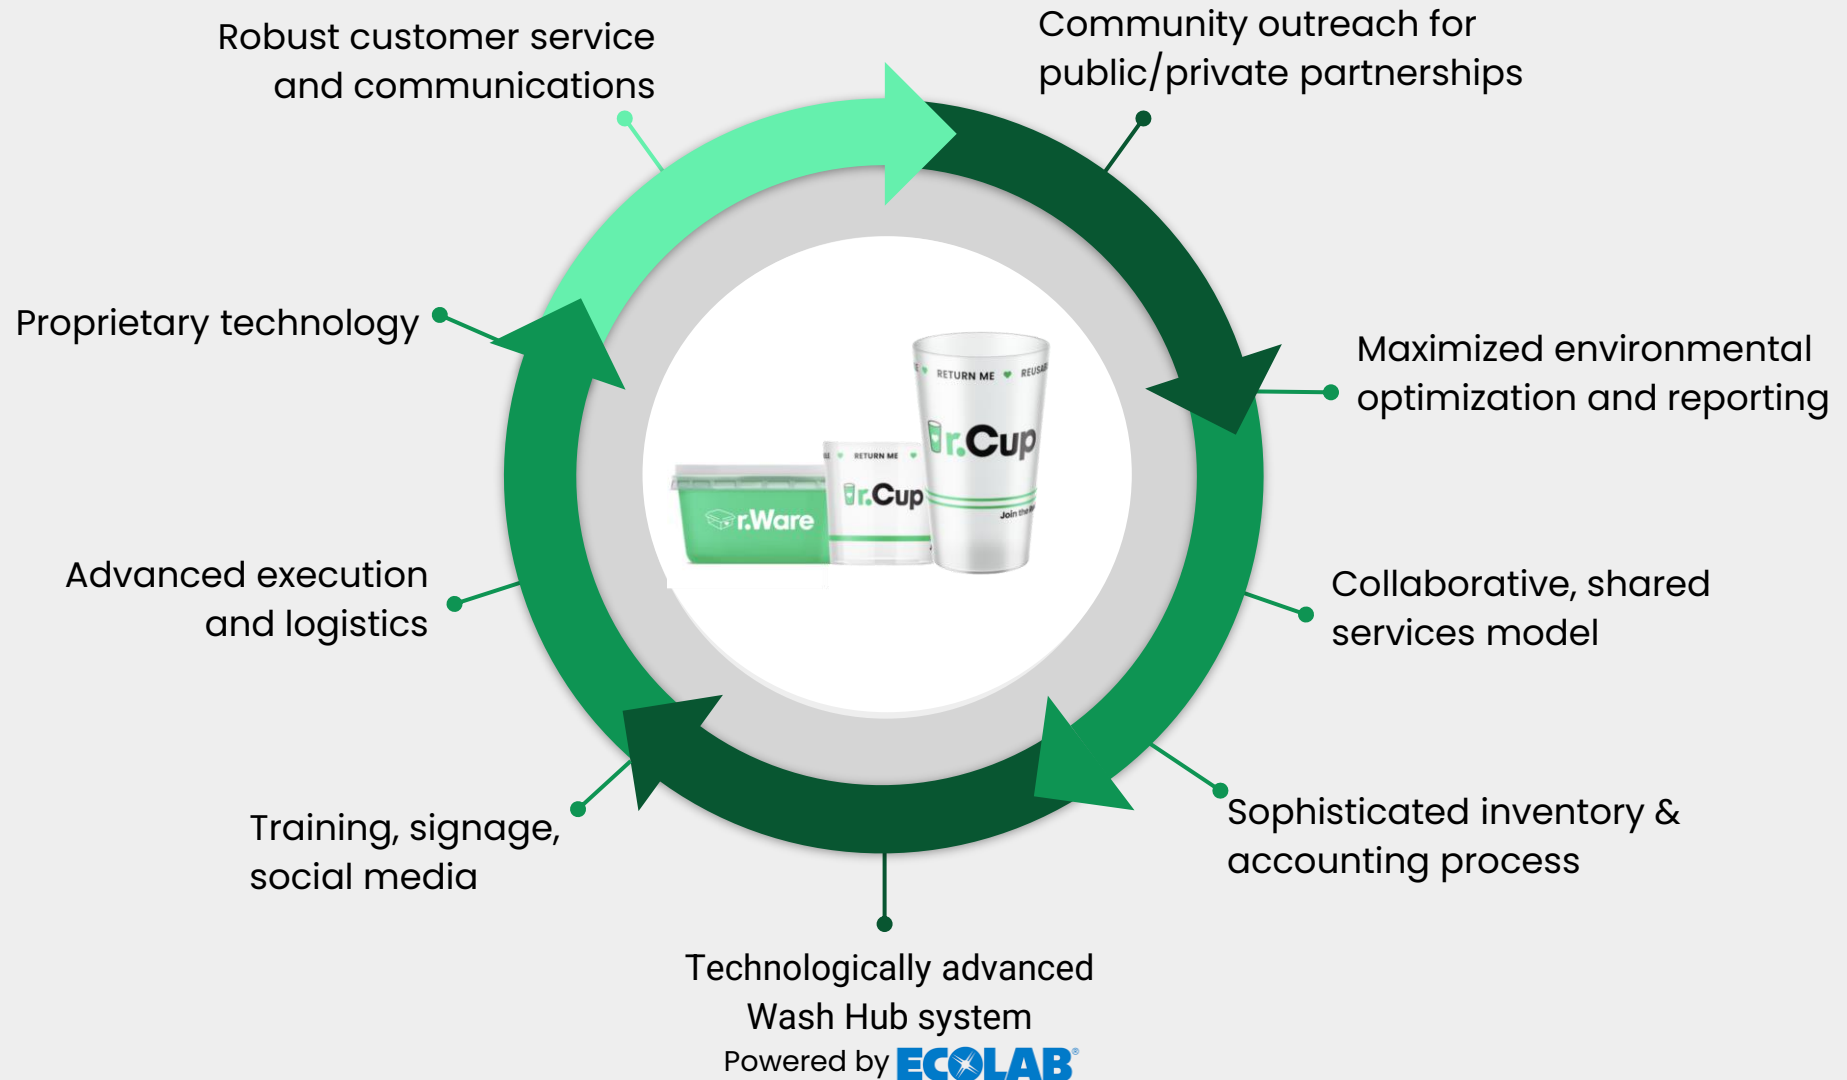 Robust customer service
and communications
Community outreach for
public/private partnerships
Proprietary technology
Maximized environmental
optimization and reporting
RETURN ME
r.Cup
Join the
RETURN ME
r.Cup
r.Ware
Advanced execution
and logistics
Collaborative, shared
services model
Training, signage,
social media
Sophisticated inventory &
accounting process
Technologically advanced
Wash Hub system
Powered by ECOLAB®